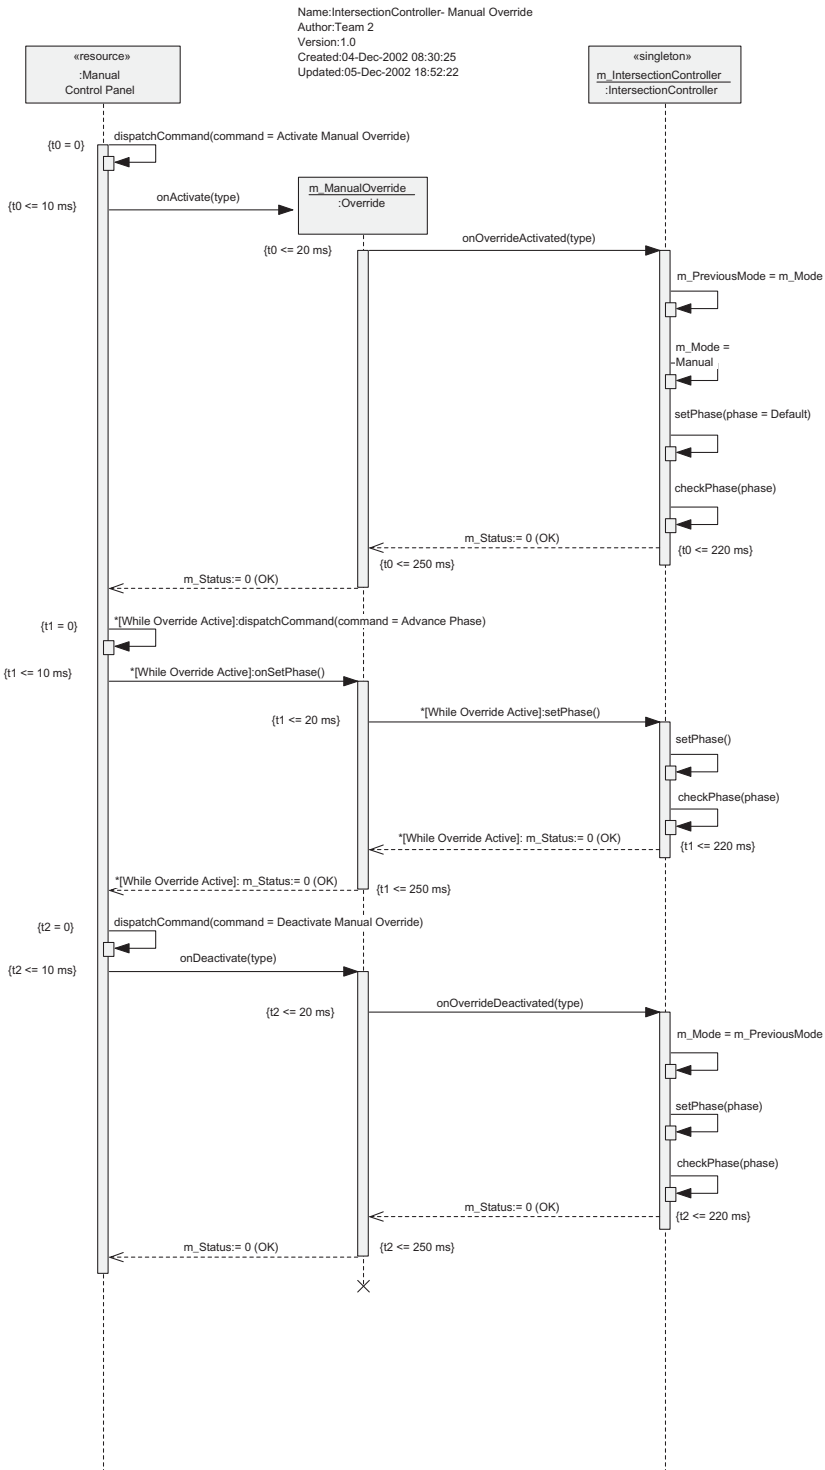 Name:IntersectionController- Manual Override
Author:Team 2
Version:1.0
Created:04-Dec-2002 08:30:25
Updated:05-Dec-2002 18:52:22
«resource»
:Manual
Control Panel
«singleton»
m_IntersectionController
:IntersectionController
dispatchCommand(command = Activate Manual Override)
{t0 = 0}
m_ManualOverride
:Override
onActivate(type)
{t0 <= 10 ms}
onOverrideActivated(type)
{t0 <= 20 ms}
m_PreviousMode = m_Mode
m_Mode =
Manual
setPhase(phase = Default)
checkPhase(phase)
m_Status:= 0 (OK)
{t0 <= 220 ms}
{t0 <= 250 ms}
m_Status:= 0 (OK)
*[While Override Active]:dispatchCommand(command = Advance Phase)
{t1 = 0}
*[While Override Active]:onSetPhase()
{t1 <= 10 ms}
*[While Override Active]:setPhase()
{t1 <= 20 ms}
setPhase()
checkPhase(phase)
*[While Override Active]: m_Status:= 0 (OK)
{t1 <= 220 ms}
*[While Override Active]: m_Status:= 0 (OK)
{t1 <= 250 ms}
dispatchCommand(command = Deactivate Manual Override)
{t2 = 0}
onDeactivate(type)
{t2 <= 10 ms}
onOverrideDeactivated(type)
{t2 <= 20 ms}
m_Mode = m_PreviousMode
setPhase(phase)
checkPhase(phase)
m_Status:= 0 (OK)
{t2 <= 220 ms}
m_Status:= 0 (OK)
{t2 <= 250 ms}